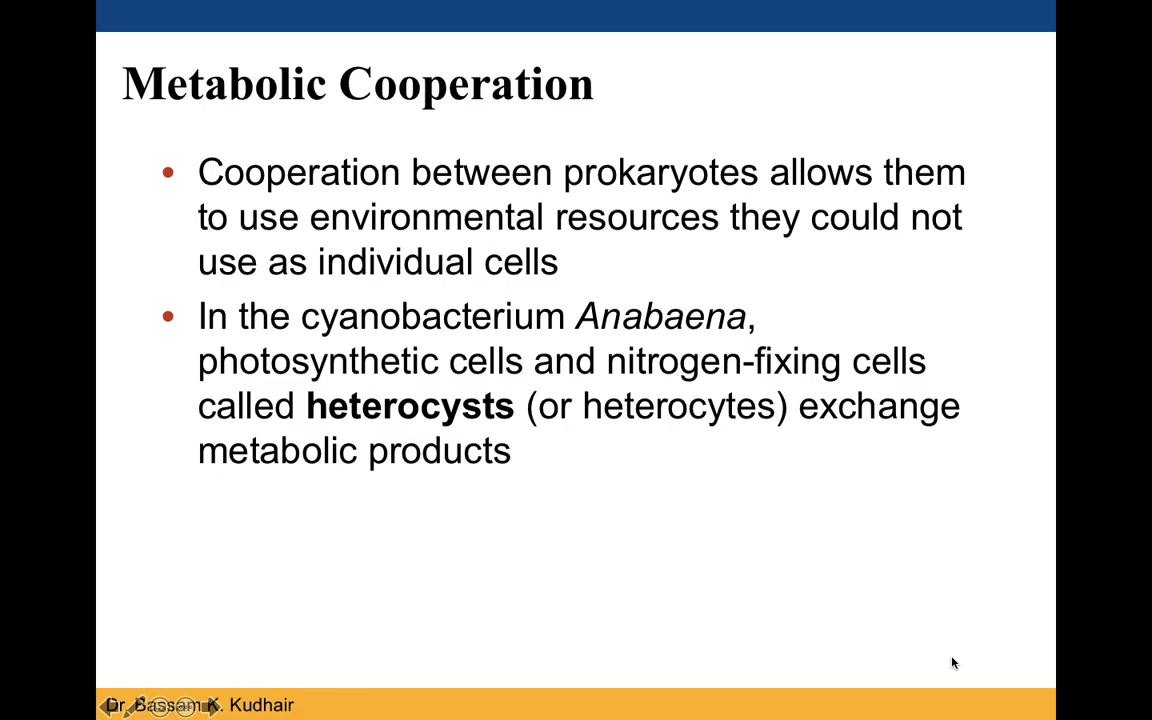 Metabolic Cooperation
• Cooperation between prokaryotes allows them
to use environmental resources they could not
use as individual cells
• In the cyanobacterium Anabaena,
photosynthetic cells and nitrogen-fixing cells
called heterocysts (or heterocytes) exchange
metabolic products
Dr. Bassam K. Kudhair